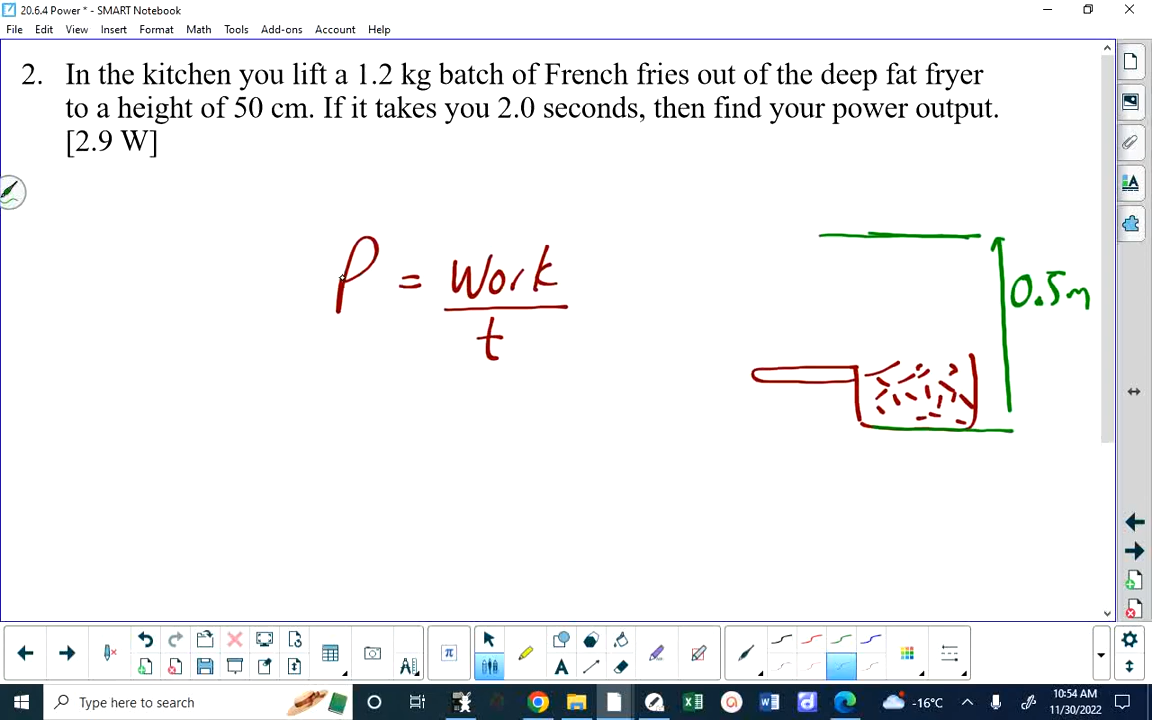 20.6.4 Power * - SMART Notebook
File Edit View Insert Format Math Tools Add-ons Account Help
2. In the kitchen you lift a 1.2 kg batch of French fries out of the deep fat fryer
to a height of 50 cm. If it takes you 2.0 seconds, then find your power output.
[2.9 W]
P = Work
t
0.5m
π
A
Type here to search
-16°C
10:54 AM
11/30/2022